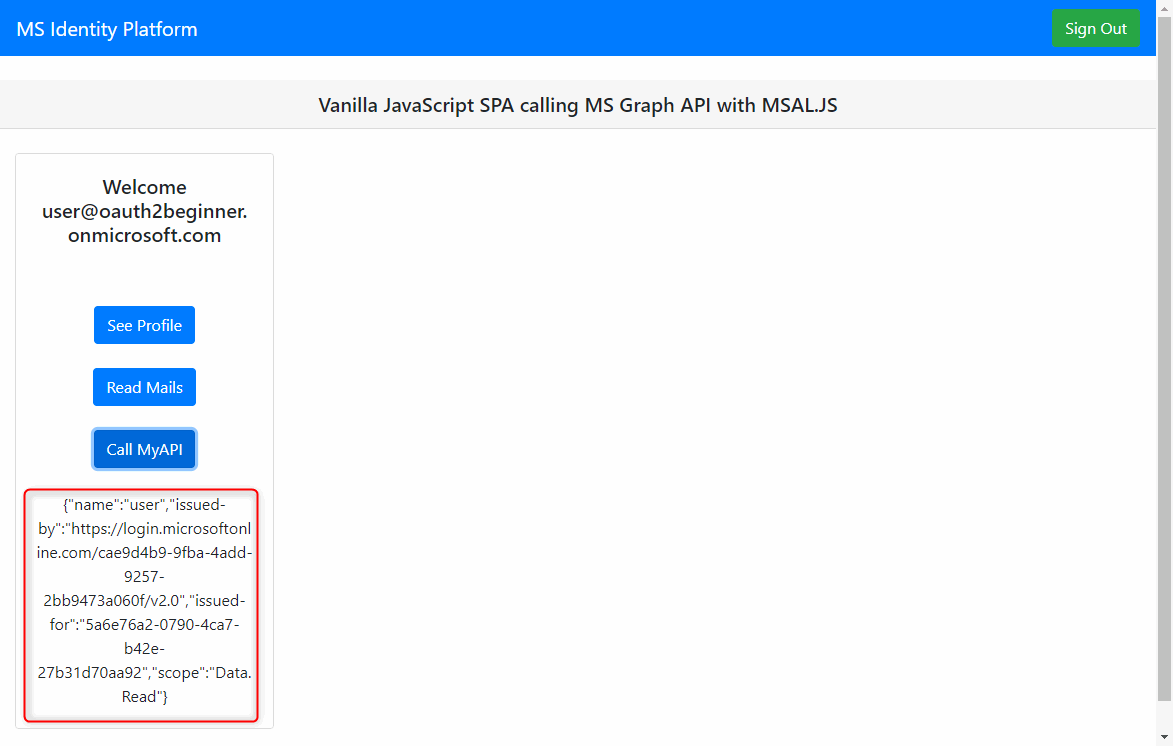 MS Identity Platform
Sign Out
Vanilla JavaScript SPA calling MS Graph API with MSAL.JS
Welcome
user@oauth2beginner.
onmicrosoft.com
See Profile
Read Mails
Call MyAPI
{"name":"user","issued-
by":"https://login.microsoftonl
ine.com/cae9d4b9-9fba-4add-
9257-
2bb9473a060f/v2.0","issued-
for":"5a6e76a2-0790-4ca7-
b42e-
27b31d70aa92","scope":"Data.
Read"}